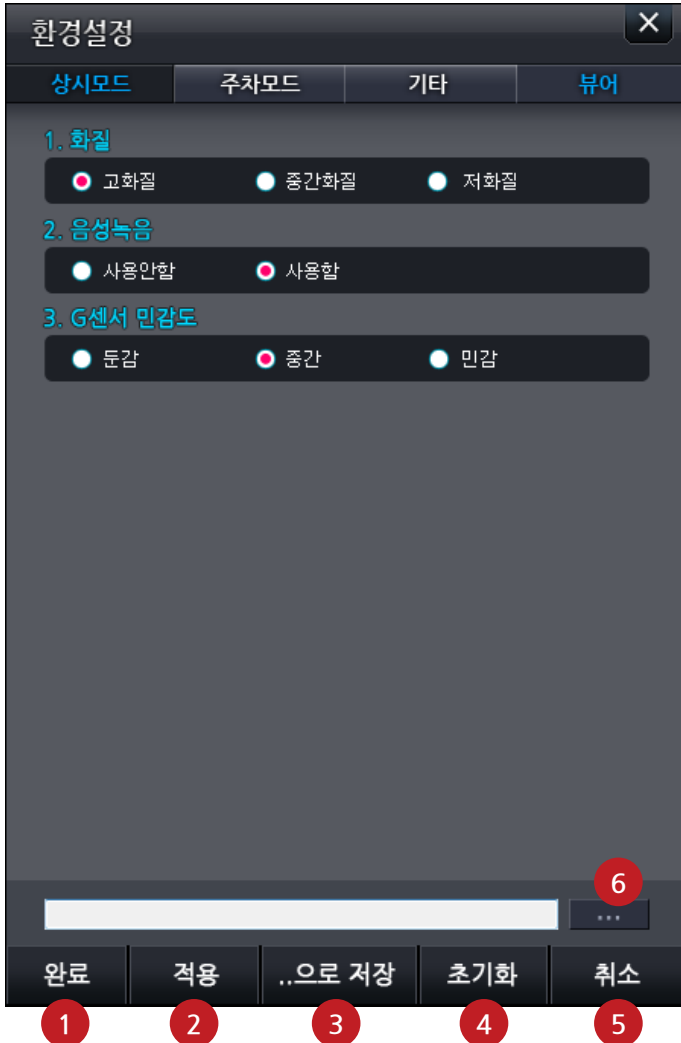 환경설정
상시모드 주차모드 기타 뷰어
1. 화질
고화질 중간화질 저화질
2. 음성녹음
사용안함 사용함
3. G센서 민감도
둔감 중간 민감
6
...
완료 적용 ..으로 저장 초기화 취소
1 2 3 4 5